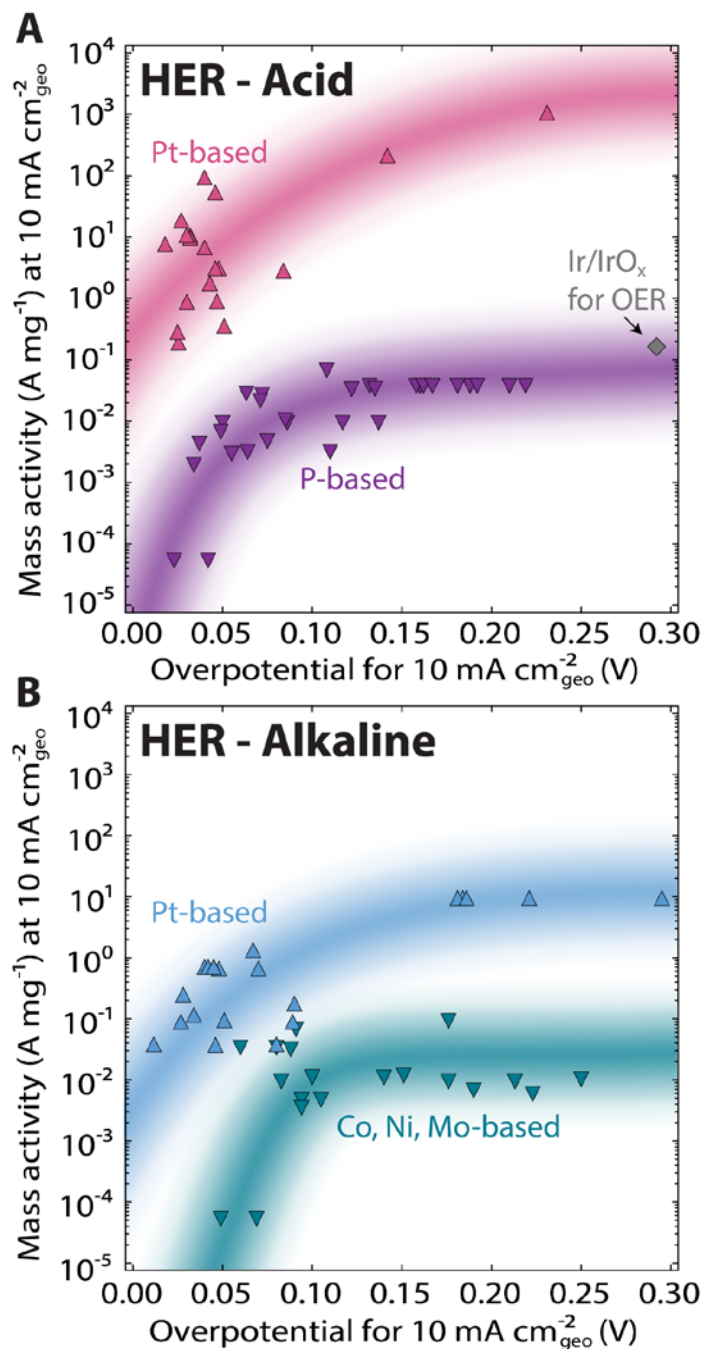 A
HER - Acid
Mass activity (A mg⁻¹) at 10 mA cm⁻²geo
10⁴
10³
10²
10¹
10⁰
10⁻¹
10⁻²
10⁻³
10⁻⁴
10⁻⁵
Pt-based
Ir/IrOₓ
for OER
P-based
0.00 0.05 0.10 0.15 0.20 0.25 0.30
Overpotential for 10 mA cm⁻²geo (V)
B
HER - Alkaline
Mass activity (A mg⁻¹) at 10 mA cm⁻²geo
10⁴
10³
10²
10¹
10⁰
10⁻¹
10⁻²
10⁻³
10⁻⁴
10⁻⁵
Pt-based
Co, Ni, Mo-based
0.00 0.05 0.10 0.15 0.20 0.25 0.30
Overpotential for 10 mA cm⁻²geo (V)